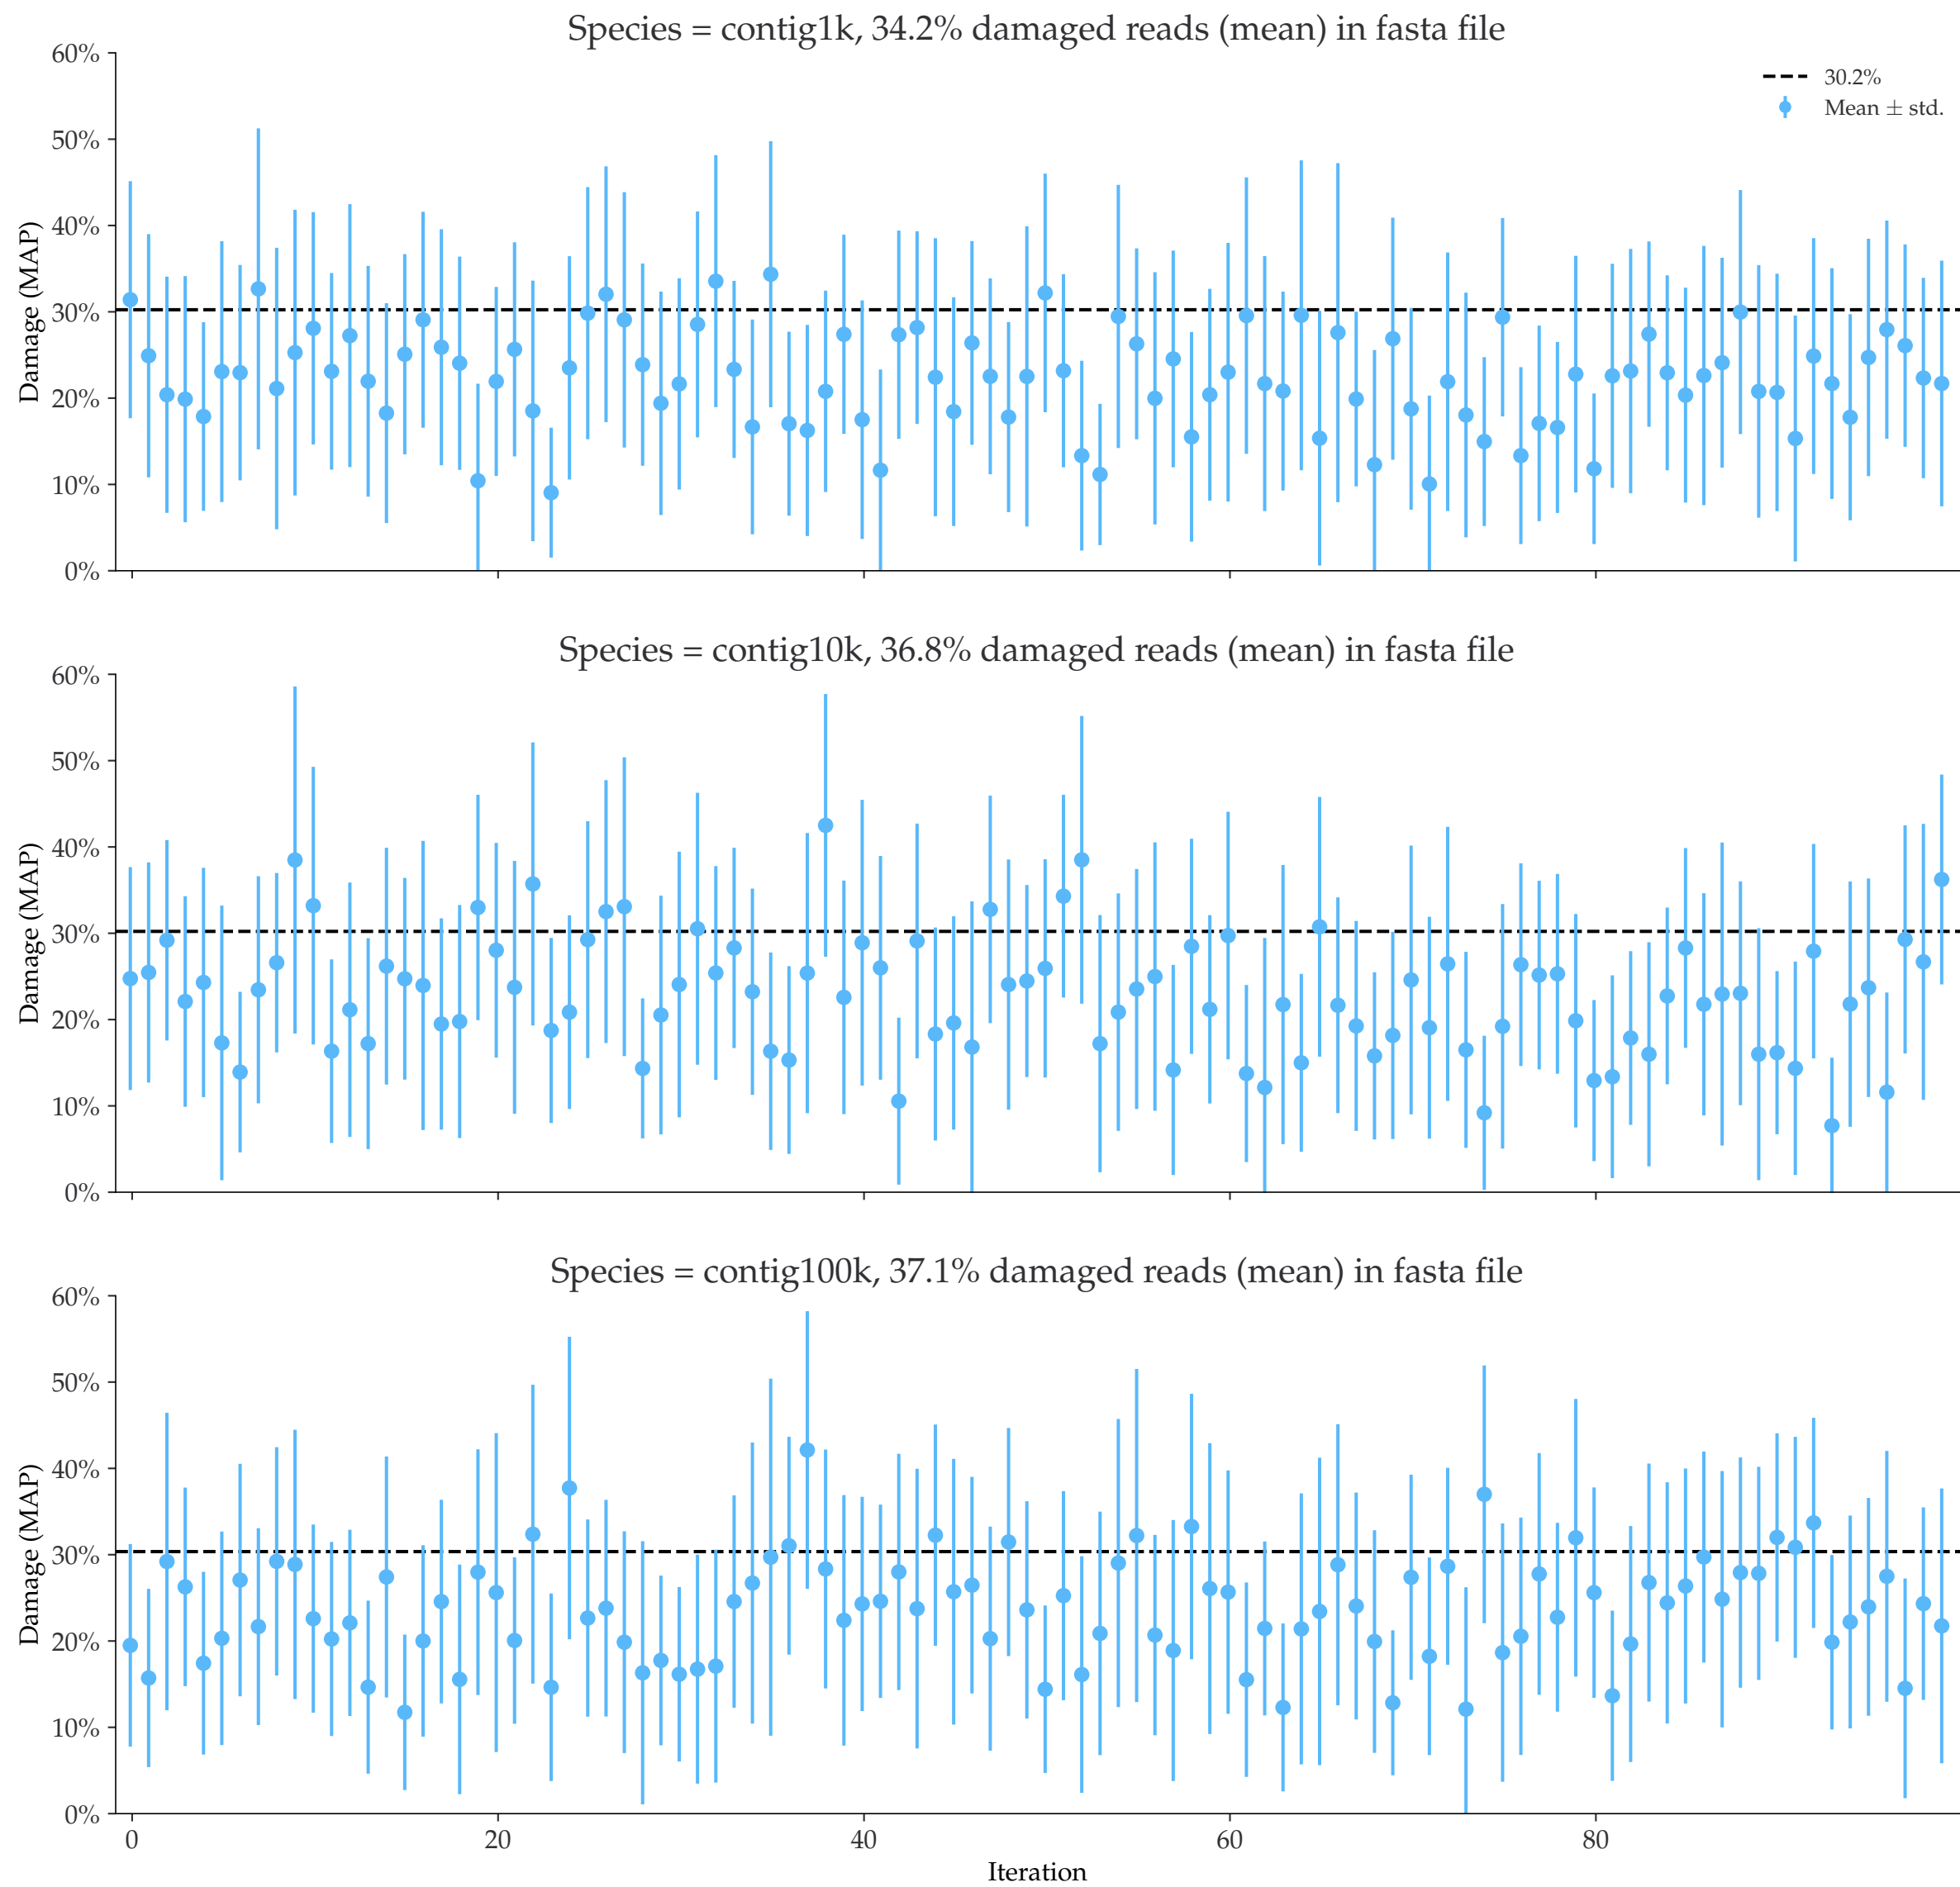 Species = contig1k, 34.2% damaged reads (mean) in fasta file
60%
50%
40%
30%
20%
10%
0%
Damage (MAP)
30.2%
Mean ± std.
Species = contig10k, 36.8% damaged reads (mean) in fasta file
60%
50%
40%
30%
20%
10%
0%
Damage (MAP)
Species = contig100k, 37.1% damaged reads (mean) in fasta file
60%
50%
40%
30%
20%
10%
0%
Damage (MAP)
0 20 40 60 80
Iteration